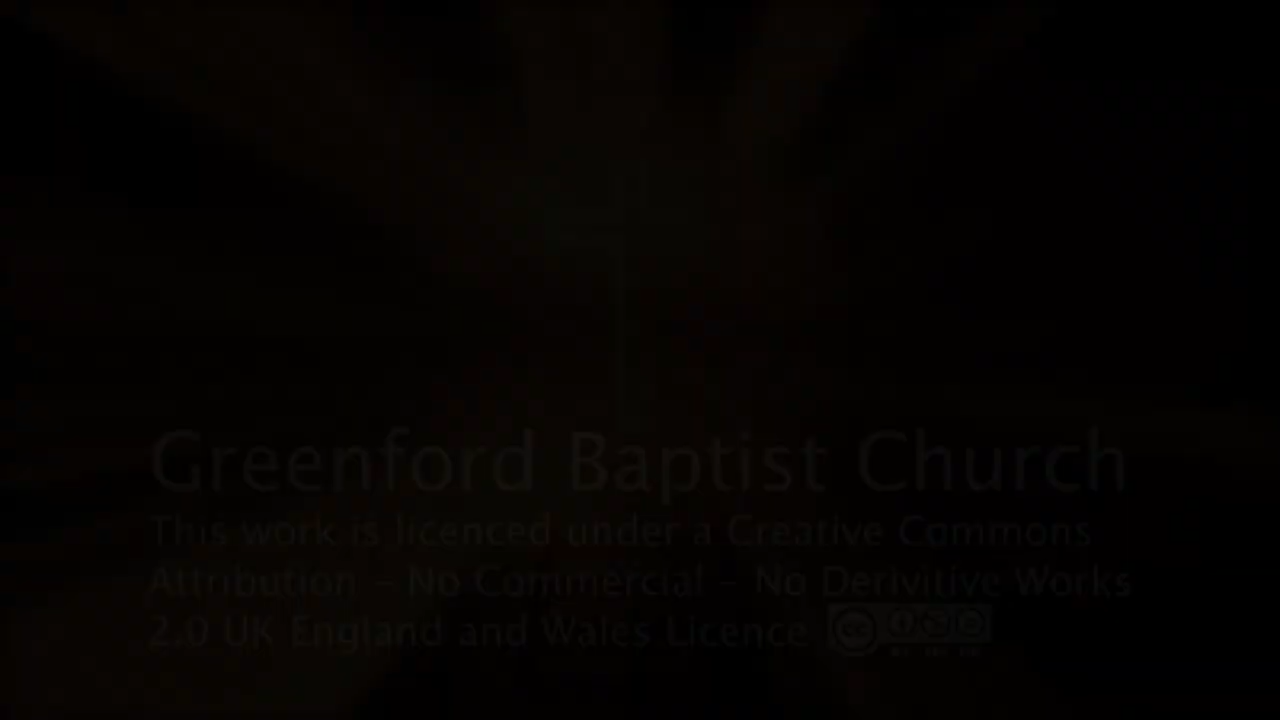 Greenford Baptist Church
This work is licenced under a Creative Commons
Attribution – No Commercial – No Derivitive Works
2.0 UK England and Wales Licence